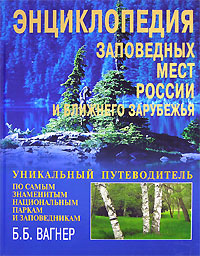 ЭНЦИКЛОПЕДИЯ
ЗАПОВЕДНЫХ
МЕСТ
РОССИИ
И БЛИЖНЕГО ЗАРУБЕЖЬЯ
УНИКАЛЬНЫЙ ПУТЕВОДИТЕЛЬ
ПО САМЫМ
ЗНАМЕНИТЫМ
НАЦИОНАЛЬНЫМ
ПАРКАМ
И ЗАПОВЕДНИКАМ
Б.Б. ВАГНЕР